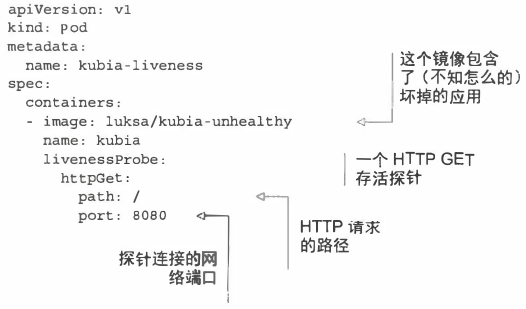 apiVersion: v1
kind: pod
metadata:
  name: kubia-liveness
spec:
  containers:
  - image: luksa/kubia-unhealthy
    name: kubia
    livenessProbe:
      httpGet:
        path: /
        port: 8080
这个镜像包含
了（不知怎么的）
坏掉的应用
一个 HTTP GET
存活探针
HTTP 请求
的路径
探针连接的网
络端口